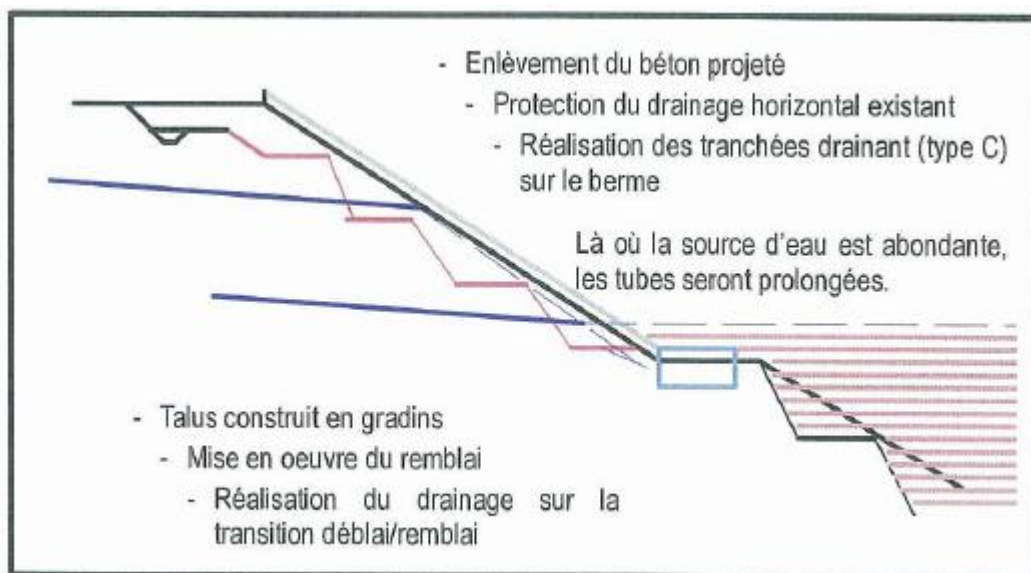 - Enlèvement du béton projeté
- Protection du drainage horizontal existant
- Réalisation des tranchées drainant (type C)
sur le berme
Là où la source d'eau est abondante,
les tubes seront prolongées.
- Talus construit en gradins
- Mise en oeuvre du remblai
- Réalisation du drainage sur la
transition déblai/remblai